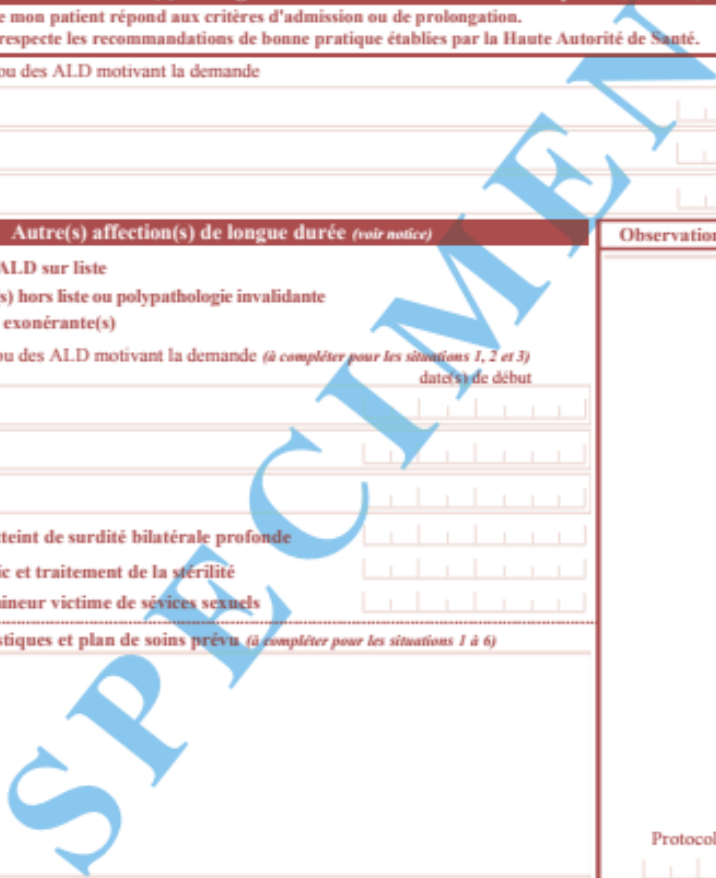 mon patient répond aux critères d'admission ou de prolongation.
respecte les recommandations de bonne pratique établies par la Haute Autorité de Santé.
ou des ALD motivant la demande
Autre(s) affection(s) de longue durée (voir notice)
Observation
ALD sur liste
s) hors liste ou polypathologie invalidante
exonérante(s)
ou des ALD motivant la demande (à compléter pour les situations 1, 2 et 3)
date(s) de début
tteint de surdité bilatérale profonde
ic et traitement de la stérilité
ineur victime de sévices sexuels
stiques et plan de soins prévu (à compléter pour les situations 1 à 6)
Protocol
SPECIMEN